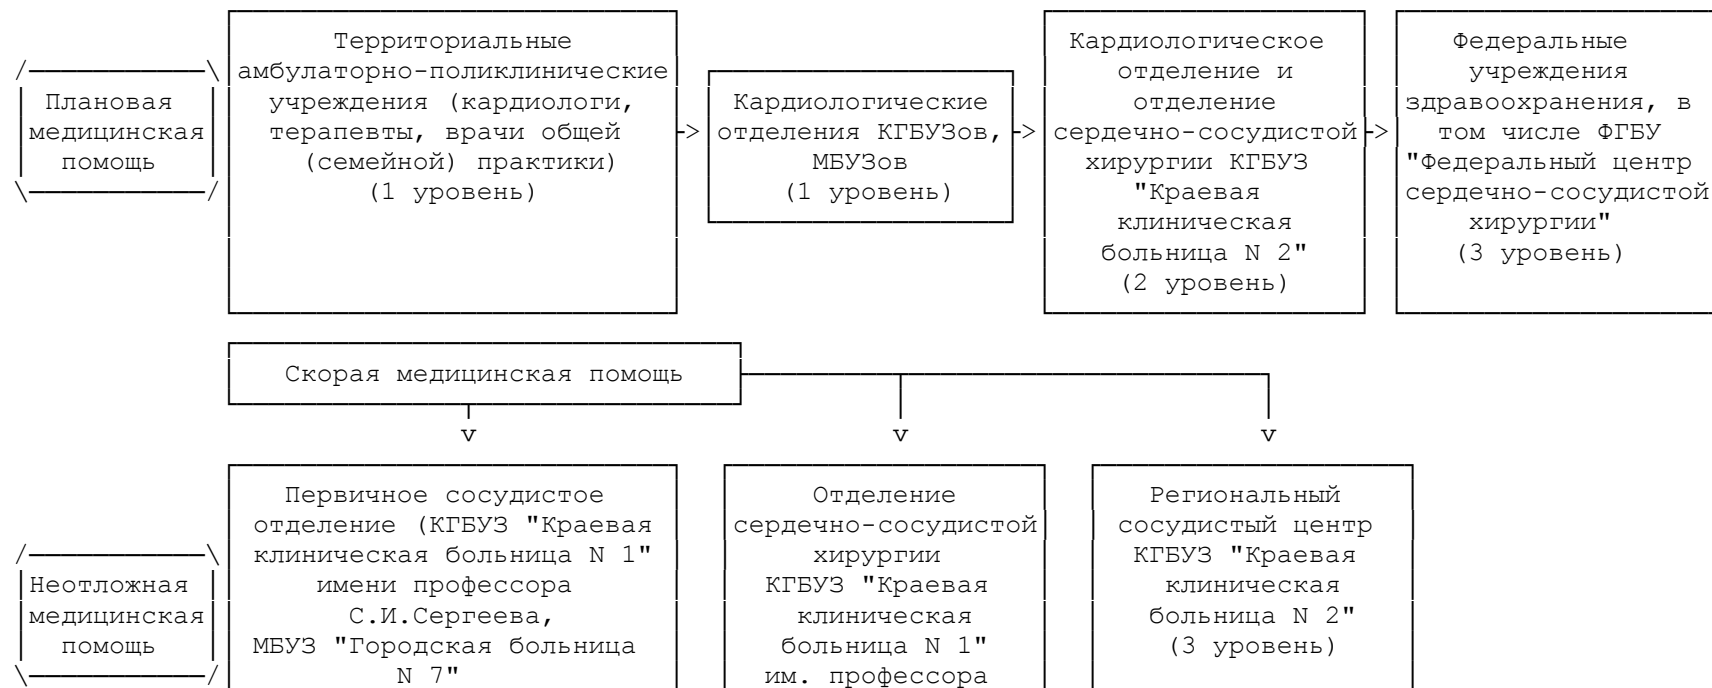 Плановая
медицинская
помощь
Территориальные
амбулаторно-поликлинические
учреждения (кардиологи,
терапевты, врачи общей
(семейной) практики)
(1 уровень)
->
Кардиологические
отделения КГБУЗов,
МБУЗов
(1 уровень)
->
Кардиологическое
отделение и
отделение
сердечно-сосудистой
хирургии КГБУЗ
"Краевая
клиническая
больница N 2"
(2 уровень)
->
Федеральные
учреждения
здравоохранения, в
том числе ФГБУ
"Федеральный центр
сердечно-сосудистой
хирургии"
(3 уровень)
Скорая медицинская помощь
v
v
v
Неотложная
медицинская
помощь
Первичное сосудистое
отделение (КГБУЗ "Краевая
клиническая больница N 1"
имени профессора
С.И.Сергеева,
МБУЗ "Городская больница
N 7"
Отделение
сердечно-сосудистой
хирургии
КГБУЗ "Краевая
клиническая
больница N 1"
им. профессора
Региональный
сосудистый центр
КГБУЗ "Краевая
клиническая
больница N 2"
(3 уровень)